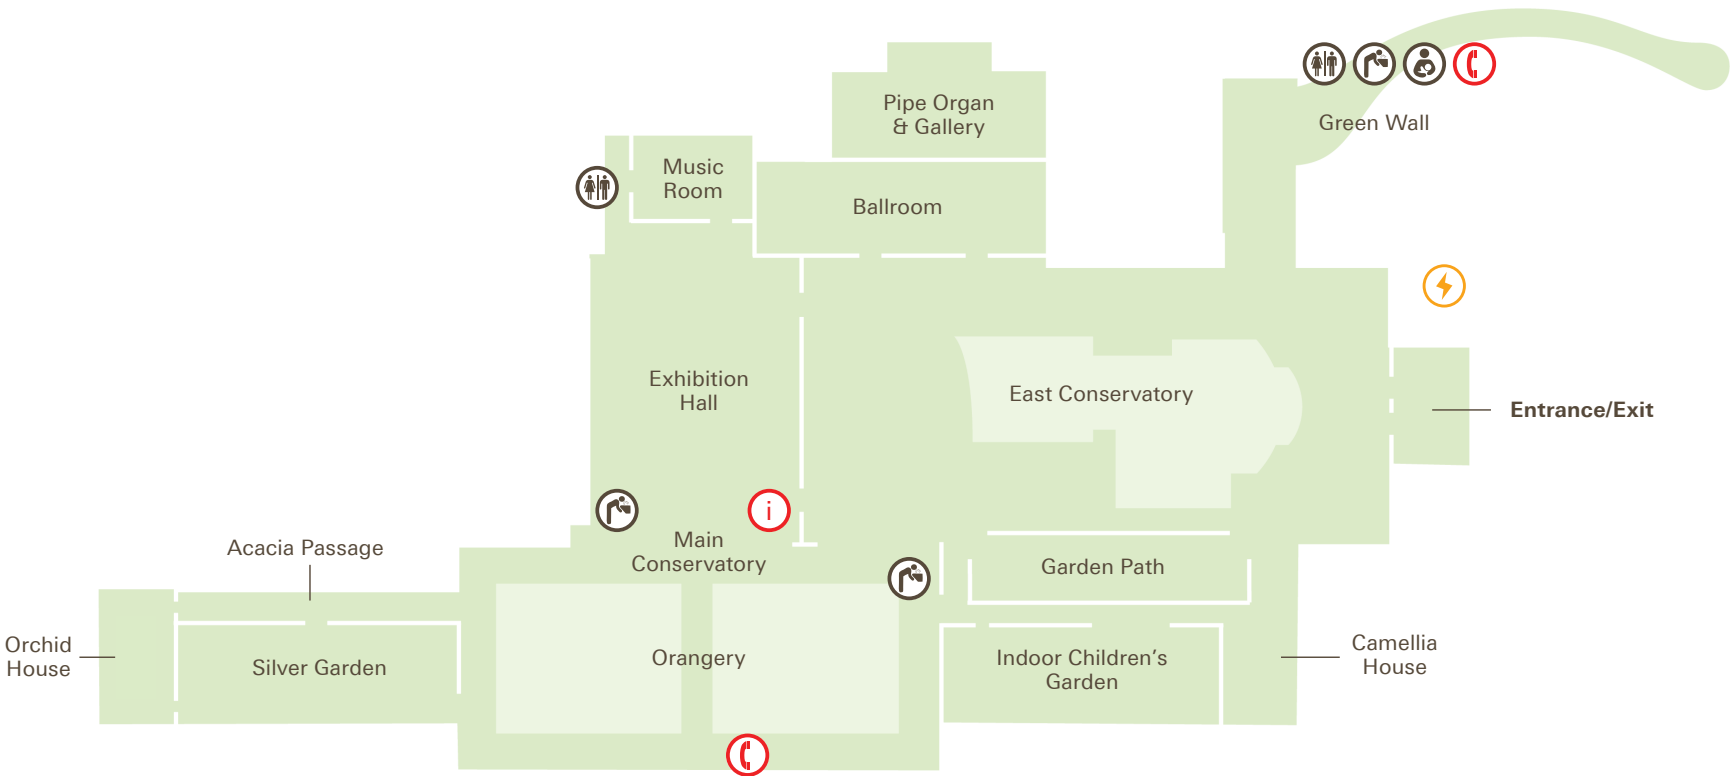 Pipe Organ
& Gallery
Green Wall
Music
Room
Ballroom
Exhibition
Hall
East Conservatory
Entrance/Exit
i
Main
Conservatory
Acacia Passage
Garden Path
Orchid
House
Silver Garden
Orangery
Indoor Children’s
Garden
Camellia
House